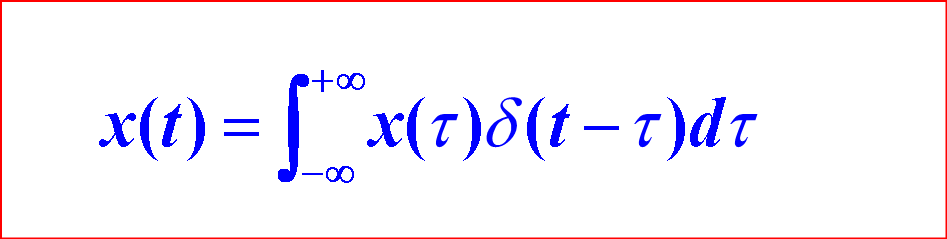 x(t) = ∫_{-∞}^{+∞} x(τ)δ(t − τ)dτ